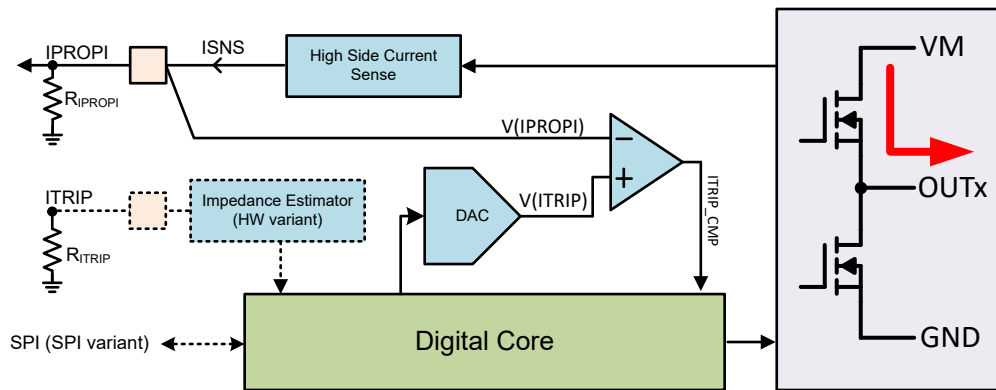 IPROPI
ISNS
High Side Current
Sense
VM
RIPROPI
V(IPROPI)
−
+
ITRIP
Impedance Estimator
(HW variant)
DAC
V(ITRIP)
ITRIP_CMP
OUTx
RITRIP
SPI (SPI variant)
Digital Core
GND